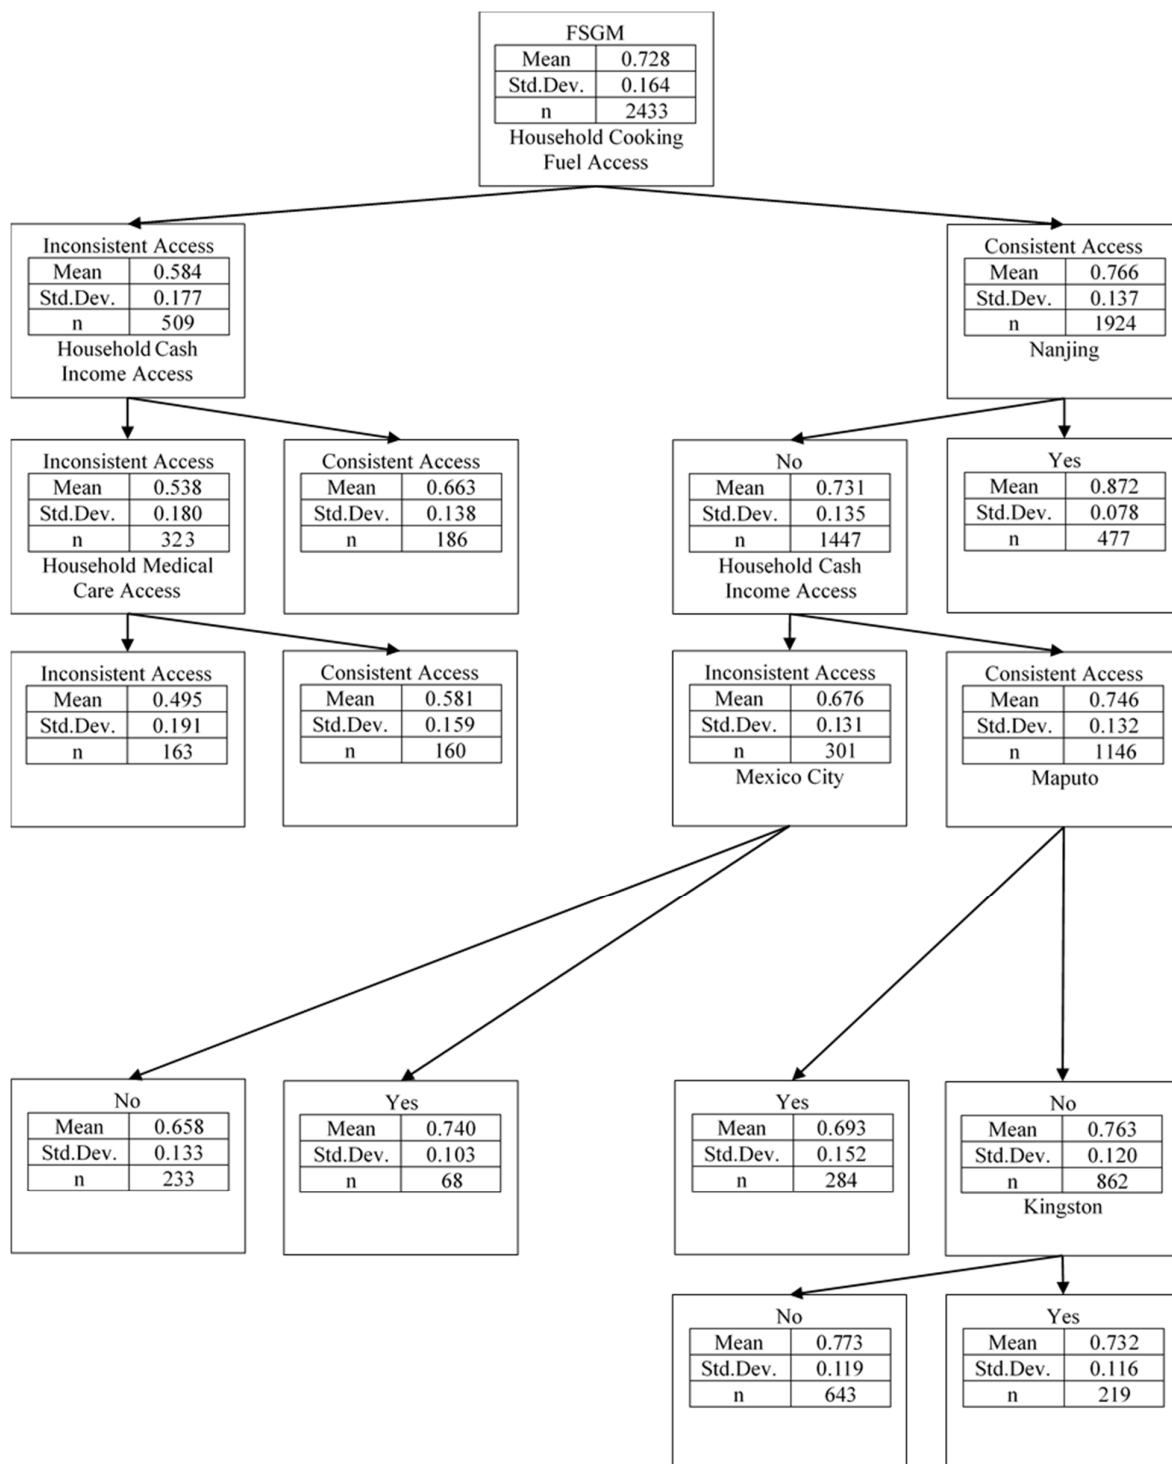 FSGM
Mean 0.728
Std.Dev. 0.164
n 2433
Household Cooking
Fuel Access
Inconsistent Access
Mean 0.584
Std.Dev. 0.177
n 509
Household Cash
Income Access
Consistent Access
Mean 0.766
Std.Dev. 0.137
n 1924
Nanjing
Inconsistent Access
Mean 0.538
Std.Dev. 0.180
n 323
Household Medical
Care Access
Consistent Access
Mean 0.663
Std.Dev. 0.138
n 186
No
Mean 0.731
Std.Dev. 0.135
n 1447
Household Cash
Income Access
Yes
Mean 0.872
Std.Dev. 0.078
n 477
Inconsistent Access
Mean 0.495
Std.Dev. 0.191
n 163
Consistent Access
Mean 0.581
Std.Dev. 0.159
n 160
Inconsistent Access
Mean 0.676
Std.Dev. 0.131
n 301
Mexico City
Consistent Access
Mean 0.746
Std.Dev. 0.132
n 1146
Maputo
No
Mean 0.658
Std.Dev. 0.133
n 233
Yes
Mean 0.740
Std.Dev. 0.103
n 68
Yes
Mean 0.693
Std.Dev. 0.152
n 284
No
Mean 0.763
Std.Dev. 0.120
n 862
Kingston
No
Mean 0.773
Std.Dev. 0.119
n 643
Yes
Mean 0.732
Std.Dev. 0.116
n 219